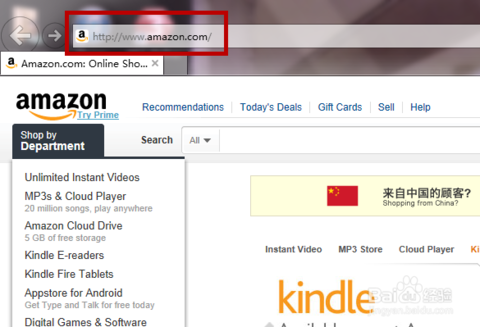 http://www.amazon.com/
Amazon.com: Online Sho...
amazon
Try Prime
Recommendations
Today's Deals
Gift Cards
Sell
Help
Shop by
Department
Search
All
Unlimited Instant Videos
MP3s & Cloud Player
20 million songs, play anywhere
Amazon Cloud Drive
5 GB of free storage
Kindle E-readers
Kindle Fire Tablets
Appstore for Android
Get Type and Talk for free today
Digital Games & Software
来自中国的顾客?
Shopping from China?
Instant Video
MP3 Store
Cloud Player
Ki
kindle
Baidu 经验
jingyan.baidu.com